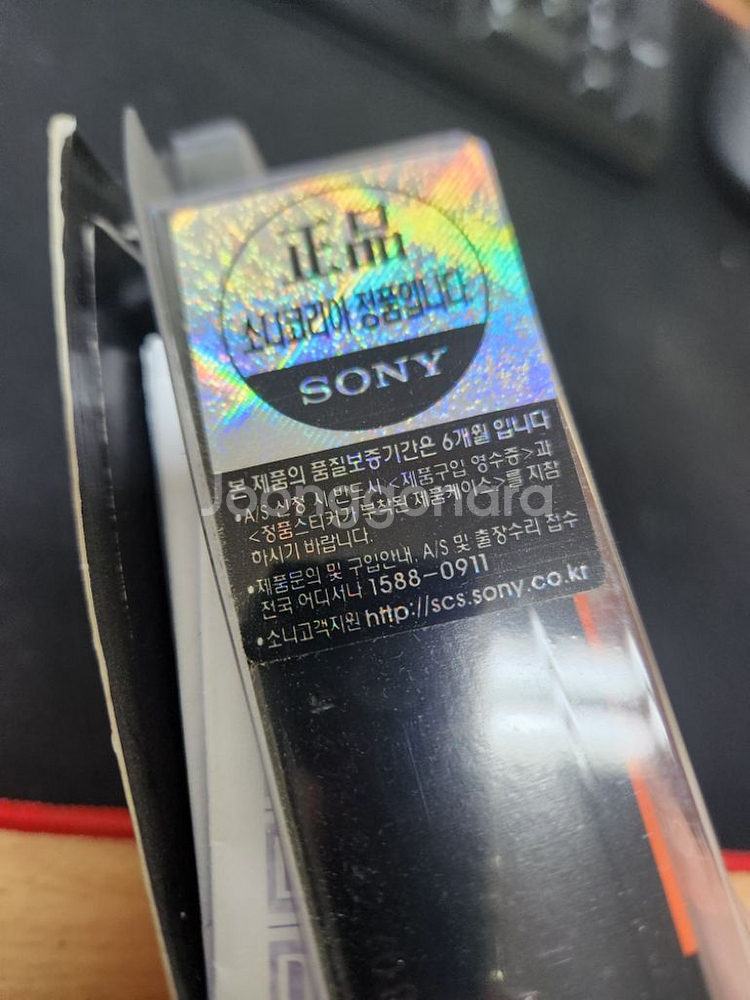 正品
소니코리아 정품입니다
SONY
본 제품의 품질보증기간은 6개월 입니다
•A/S 신청 시 반드시 <제품구입 영수증>과
<정품스티커가 부착된 제품케이스>를 지참
하시기 바랍니다.
Joonggonara
•제품문의 및 구입안내, A/S 및 출장수리 접수
전국 어디서나 1588-0911
•소니고객지원 http://scs.sony.co.kr